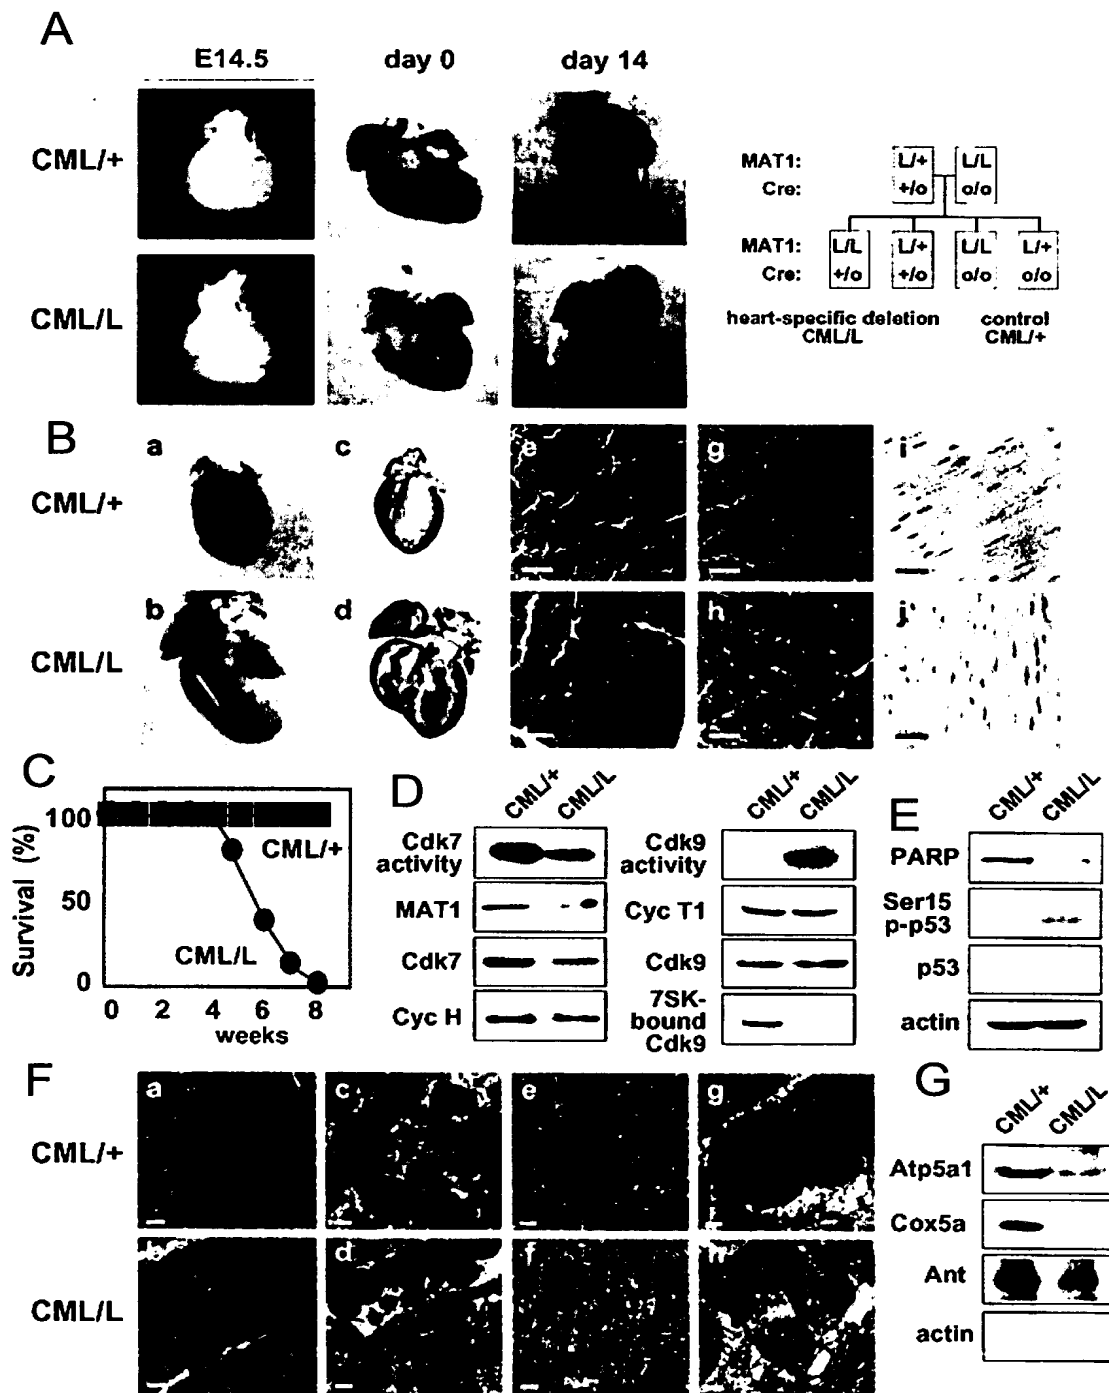 A
E14.5 day 0 day 14
CML/+
CML/L
MAT1: L/+ L/L
Cre: +/o o/o
MAT1: L/L L/+ L/L L/+
Cre: +/o +/o o/o o/o
heart-specific deletion control
CML/L CML/+
B
a c e g i
CML/+
b d h j
CML/L
C
Survival (%)
100
50
0
CML/+
CML/L
0 2 4 6 8
weeks
D
CML/+ CML/L
Cdk7
activity
MAT1
Cdk7
Cyc H
CML/+ CML/L
Cdk9
activity
Cyc T1
Cdk9
7SK-
bound
Cdk9
E
CML/+ CML/L
PARP
Ser15
p-p53
p53
actin
F
a c e g
CML/+
b d f h
CML/L
G
CML/+ CML/L
Atp5a1
Cox5a
Ant
actin